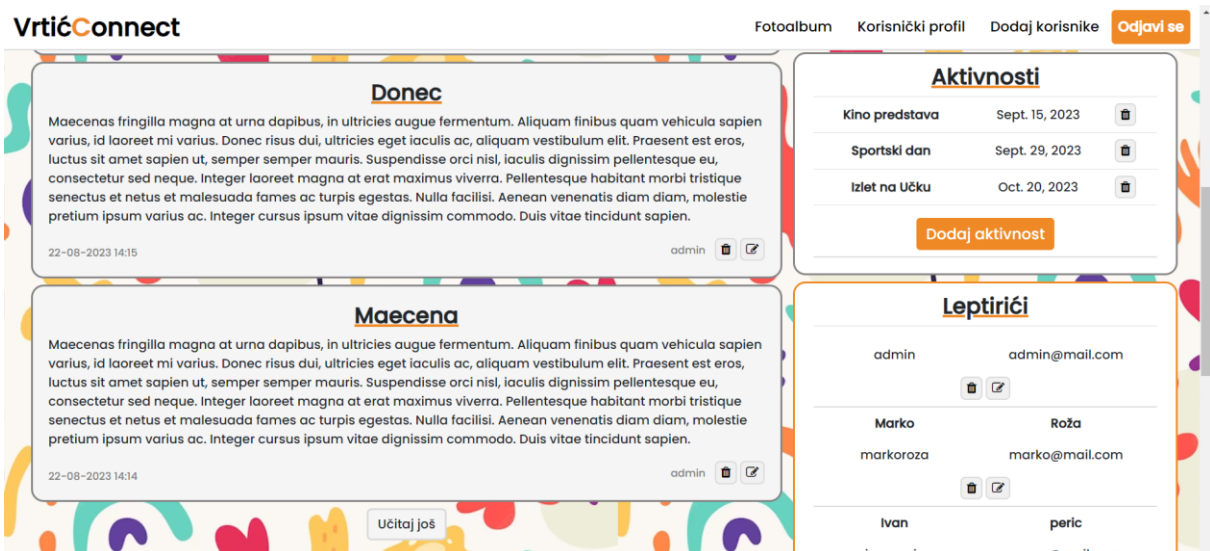 VrtićConnect
Fotoalbum Korisnički profil Dodaj korisnike Odjavi se
Donec
Maecenas fringilla magna at urna dapibus, in ultricies augue fermentum. Aliquam finibus quam vehicula sapien
varius, id laoreet mi varius. Donec risus dui, ultricies eget iaculis ac, aliquam vestibulum elit. Praesent est eros,
luctus sit amet sapien ut, semper semper mauris. Suspendisse orci nisl, iaculis dignissim pellentesque eu,
consectetur sed neque. Integer laoreet magna at erat maximus viverra. Pellentesque habitant morbi tristique
senectus et netus et malesuada fames ac turpis egestas. Nulla facilisi. Aenean venenatis diam diam, molestie
pretium ipsum varius ac. Integer cursus ipsum vitae dignissim commodo. Duis vitae tincidunt sapien.
22-08-2023 14:15 admin
Maecena
Maecenas fringilla magna at urna dapibus, in ultricies augue fermentum. Aliquam finibus quam vehicula sapien
varius, id laoreet mi varius. Donec risus dui, ultricies eget iaculis ac, aliquam vestibulum elit. Praesent est eros,
luctus sit amet sapien ut, semper semper mauris. Suspendisse orci nisl, iaculis dignissim pellentesque eu,
consectetur sed neque. Integer laoreet magna at erat maximus viverra. Pellentesque habitant morbi tristique
senectus et netus et malesuada fames ac turpis egestas. Nulla facilisi. Aenean venenatis diam diam, molestie
pretium ipsum varius ac. Integer cursus ipsum vitae dignissim commodo. Duis vitae tincidunt sapien.
22-08-2023 14:14 admin
Učitaj još
Aktivnosti
Kino predstava Sept. 15, 2023
Sportski dan Sept. 29, 2023
Izlet na Učku Oct. 20, 2023
Dodaj aktivnost
Leptirići
admin admin@mail.com
Marko Roža
markoroza marko@mail.com
Ivan peric